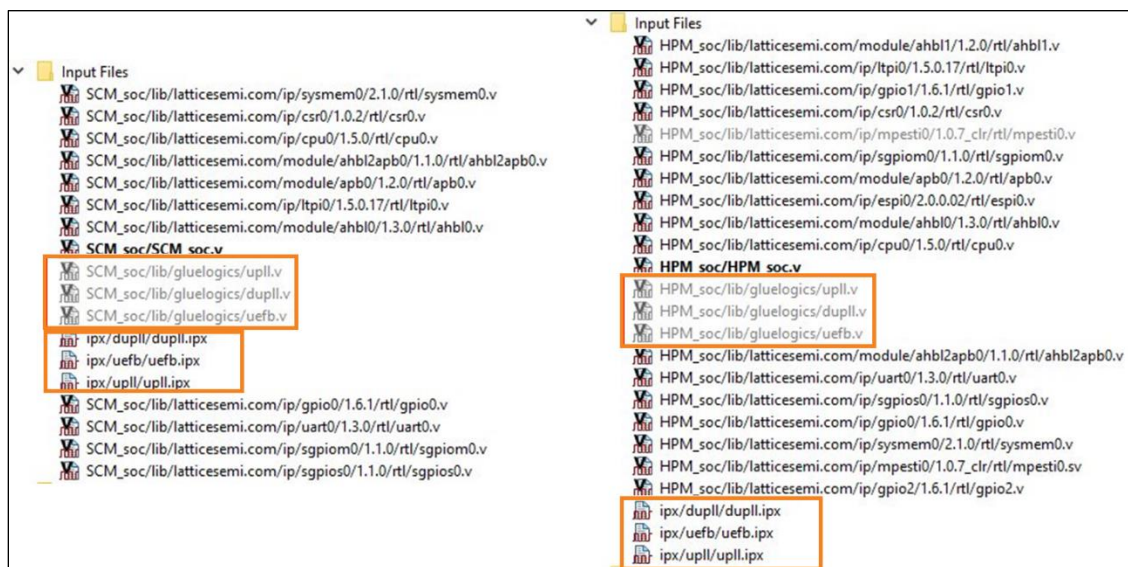 Input Files
SCM_soc/lib/latticesemi.com/ip/sysmem0/2.1.0/rtl/sysmem0.v
SCM_soc/lib/latticesemi.com/ip/csr0/1.0.2/rtl/csr0.v
SCM_soc/lib/latticesemi.com/ip/cpu0/1.5.0/rtl/cpu0.v
SCM_soc/lib/latticesemi.com/module/ahbl2apb0/1.1.0/rtl/ahbl2apb0.v
SCM_soc/lib/latticesemi.com/module/apb0/1.2.0/rtl/apb0.v
SCM_soc/lib/latticesemi.com/ip/ltpi0/1.5.0.17/rtl/ltpi0.v
SCM_soc/lib/latticesemi.com/module/ahbl0/1.3.0/rtl/ahbl0.v
SCM_soc/SCM_soc.v
SCM_soc/lib/gluelogics/upll.v
SCM_soc/lib/gluelogics/dupll.v
SCM_soc/lib/gluelogics/uefb.v
ipx/dupll/dupll.ipx
ipx/uefb/uefb.ipx
ipx/upll/upll.ipx
SCM_soc/lib/latticesemi.com/ip/gpio0/1.6.1/rtl/gpio0.v
SCM_soc/lib/latticesemi.com/ip/uart0/1.3.0/rtl/uart0.v
SCM_soc/lib/latticesemi.com/ip/sgpiom0/1.1.0/rtl/sgpiom0.v
SCM_soc/lib/latticesemi.com/ip/sgpios0/1.1.0/rtl/sgpios0.v
Input Files
HPM_soc/lib/latticesemi.com/module/ahbl1/1.2.0/rtl/ahbl1.v
HPM_soc/lib/latticesemi.com/ip/ltpi0/1.5.0.17/rtl/ltpi0.v
HPM_soc/lib/latticesemi.com/ip/gpio1/1.6.1/rtl/gpio1.v
HPM_soc/lib/latticesemi.com/ip/csr0/1.0.2/rtl/csr0.v
HPM_soc/lib/latticesemi.com/ip/mpesti0/1.0.7_clr/rtl/mpesti0.v
HPM_soc/lib/latticesemi.com/ip/sgpiom0/1.1.0/rtl/sgpiom0.v
HPM_soc/lib/latticesemi.com/module/apb0/1.2.0/rtl/apb0.v
HPM_soc/lib/latticesemi.com/ip/espi0/2.0.0.02/rtl/espi0.v
HPM_soc/lib/latticesemi.com/module/ahbl0/1.3.0/rtl/ahbl0.v
HPM_soc/lib/latticesemi.com/ip/cpu0/1.5.0/rtl/cpu0.v
HPM_soc/HPM_soc.v
HPM_soc/lib/gluelogics/upll.v
HPM_soc/lib/gluelogics/dupll.v
HPM_soc/lib/gluelogics/uefb.v
HPM_soc/lib/latticesemi.com/module/ahbl2apb0/1.1.0/rtl/ahbl2apb0.v
HPM_soc/lib/latticesemi.com/ip/uart0/1.3.0/rtl/uart0.v
HPM_soc/lib/latticesemi.com/ip/sgpios0/1.1.0/rtl/sgpios0.v
HPM_soc/lib/latticesemi.com/ip/gpio0/1.6.1/rtl/gpio0.v
HPM_soc/lib/latticesemi.com/ip/sysmem0/2.1.0/rtl/sysmem0.v
HPM_soc/lib/latticesemi.com/ip/mpesti0/1.0.7_clr/rtl/mpesti0.sv
HPM_soc/lib/latticesemi.com/ip/gpio2/1.6.1/rtl/gpio2.v
ipx/dupll/dupll.ipx
ipx/uefb/uefb.ipx
ipx/upll/upll.ipx